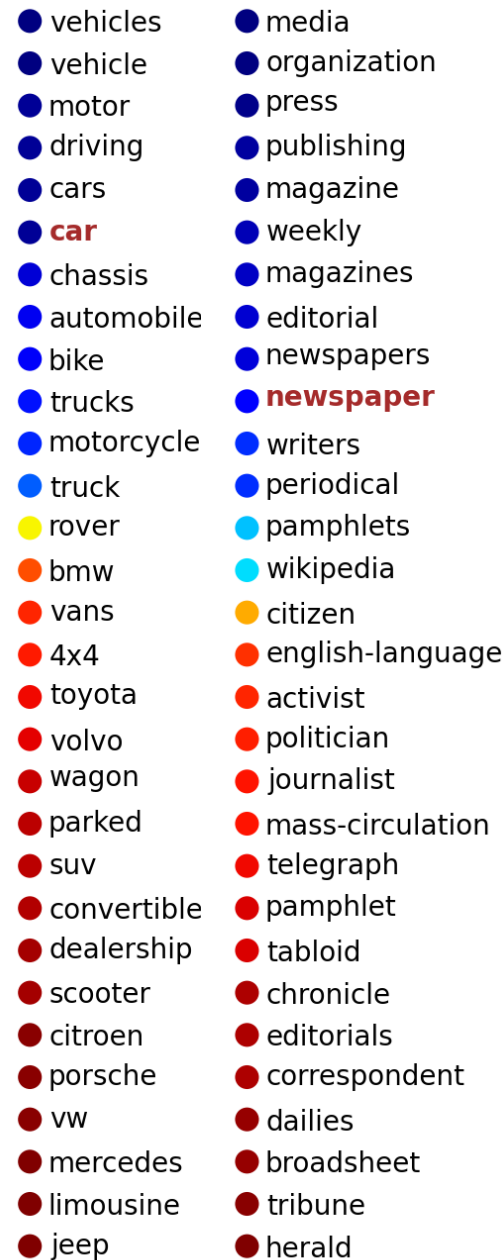 vehicles
vehicle
motor
driving
cars
car
chassis
automobile
bike
trucks
motorcycle
truck
rover
bmw
vans
4x4
toyota
volvo
wagon
parked
suv
convertible
dealership
scooter
citroen
porsche
vw
mercedes
limousine
jeep
media
organization
press
publishing
magazine
weekly
magazines
editorial
newspapers
newspaper
writers
periodical
pamphlets
wikipedia
citizen
english-language
activist
politician
journalist
mass-circulation
telegraph
pamphlet
tabloid
chronicle
editorials
correspondent
dailies
broadsheet
tribune
herald